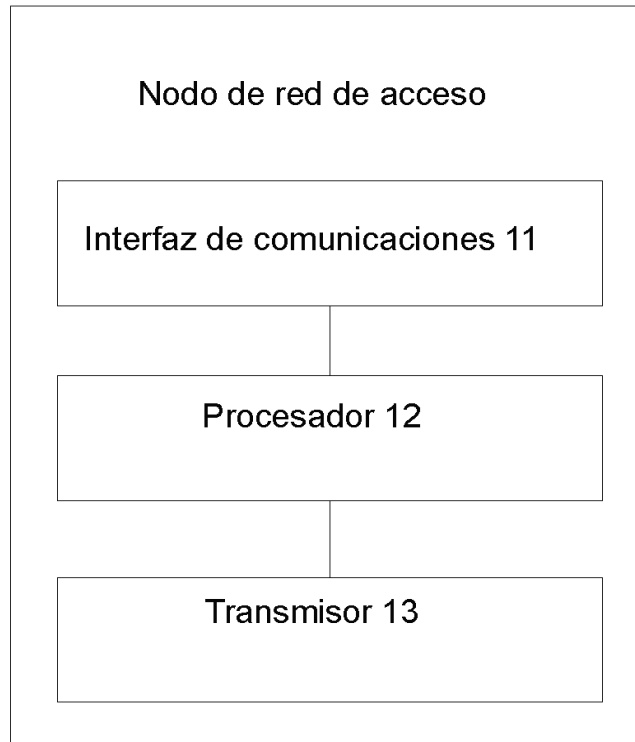 Nodo de red de acceso
Interfaz de comunicaciones 11
Procesador 12
Transmisor 13